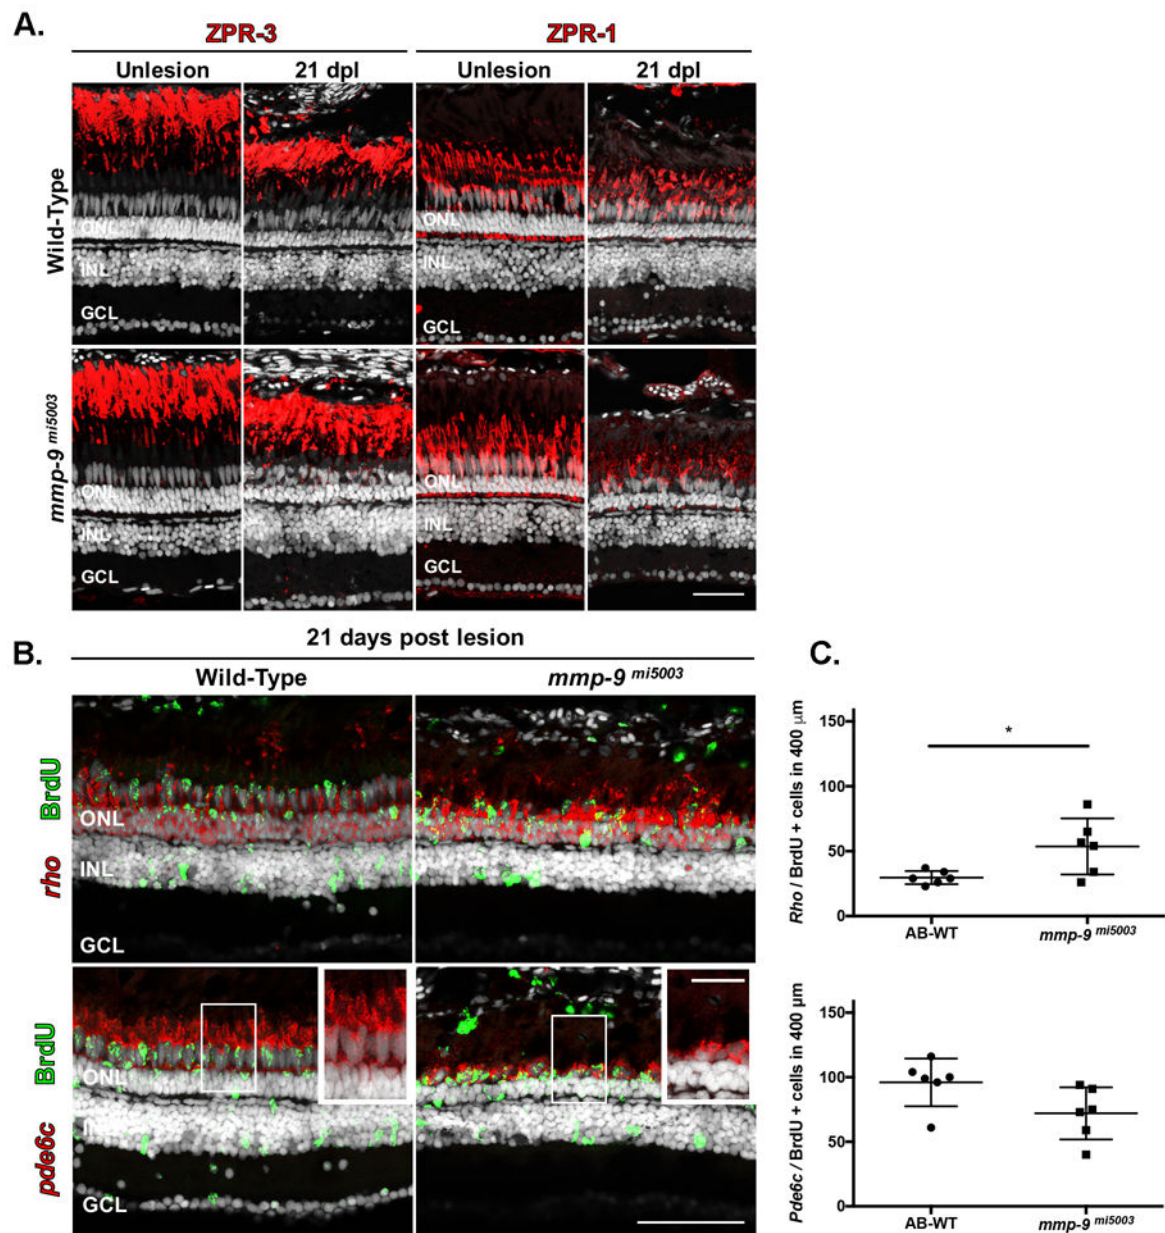 A.
ZPR-3 ZPR-1
Unlesion 21 dpl Unlesion 21 dpl
Wild-Type
ONL ONL
INL INL
GCL GCL
mmp-9 mi5003
ONL ONL
INL INL
GCL GCL
B.
21 days post lesion
Wild-Type mmp-9 mi5003
rho BrdU
ONL
INL
GCL
pde6c BrdU
ONL
GCL
C.
Rho / BrdU + cells in 400 µm
150
100
50
0
*
AB-WT mmp-9 mi5003
Pde6c / BrdU + cells in 400 µm
150
100
50
0
AB-WT mmp-9 mi5003